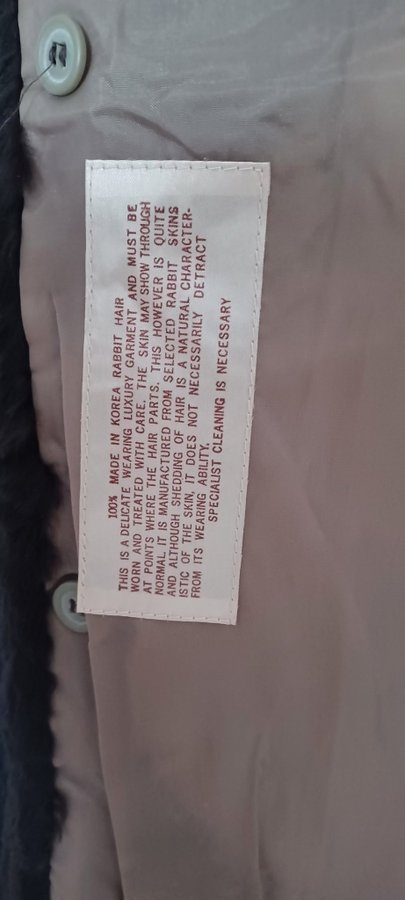 100% MADE IN KOREA RABBIT HAIR
THIS IS A DELICATE WEARING LUXURY GARMENT AND MUST BE
WORN AND TREATED WITH CARE. THE SKIN MAY SHOW THROUGH
AT POINTS WHERE THE HAIR PARTS. THIS HOWEVER IS QUITE
NORMAL. IT IS MANUFACTURED FROM SELECTED RABBIT SKINS
AND ALTHOUGH SHEDDING OF HAIR IS A NATURAL CHARACTER-
ISTIC OF THE SKIN, IT DOES NOT NECESSARILY DETRACT
FROM ITS WEARING ABILITY.
SPECIALIST CLEANING IS NECESSARY